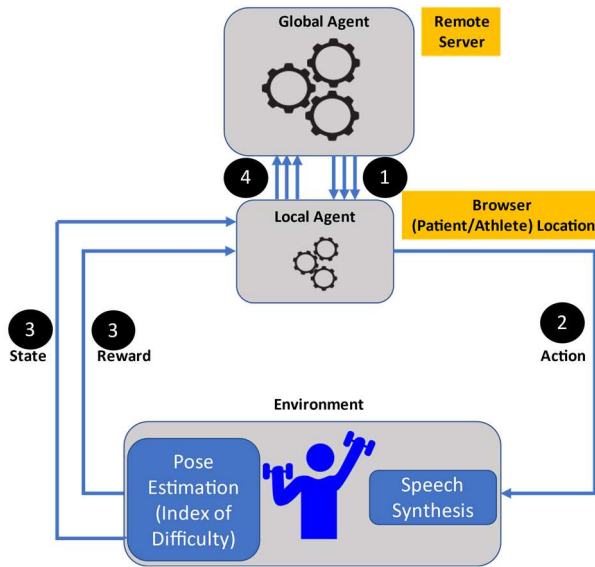 Global Agent
Remote
Server
4
1
Local Agent
Browser
(Patient/Athlete) Location
3
State
3
Reward
2
Action
Environment
Pose
Estimation
(Index of
Difficulty)
Speech
Synthesis